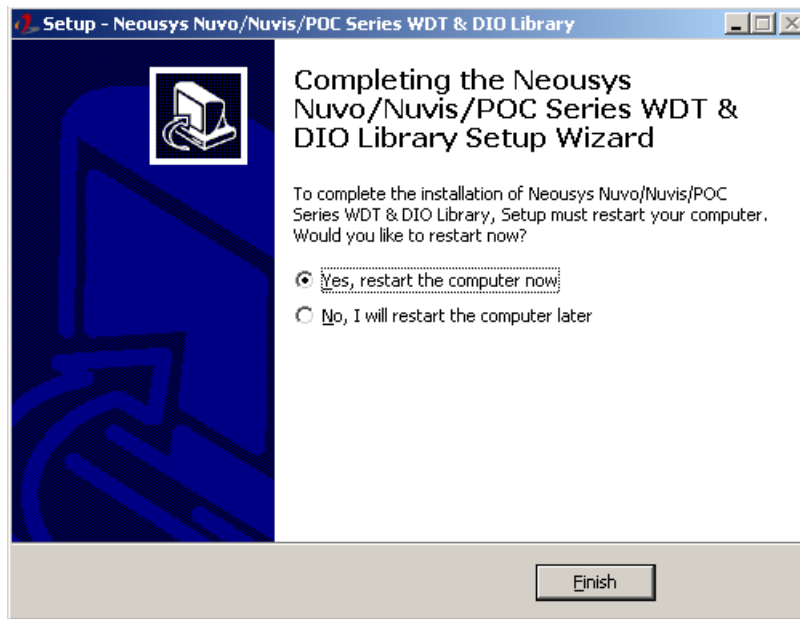 Setup - Neousys Nuvo/Nuvis/POC Series WDT & DIO Library
Completing the Neousys
Nuvo/Nuvis/POC Series WDT &
DIO Library Setup Wizard
To complete the installation of Neousys Nuvo/Nuvis/POC
Series WDT & DIO Library, Setup must restart your computer.
Would you like to restart now?
Yes, restart the computer now
No, I will restart the computer later
Finish